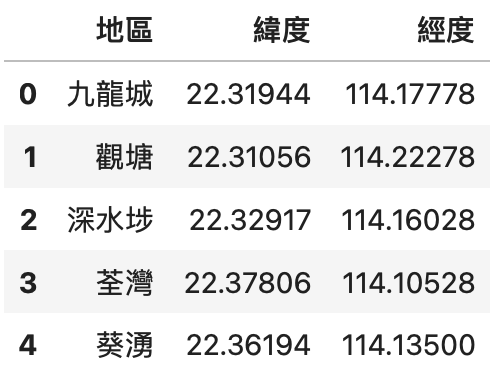 地區 緯度 經度
0 九龍城 22.31944 114.17778
1 觀塘 22.31056 114.22278
2 深水埗 22.32917 114.16028
3 荃灣 22.37806 114.10528
4 葵湧 22.36194 114.13500